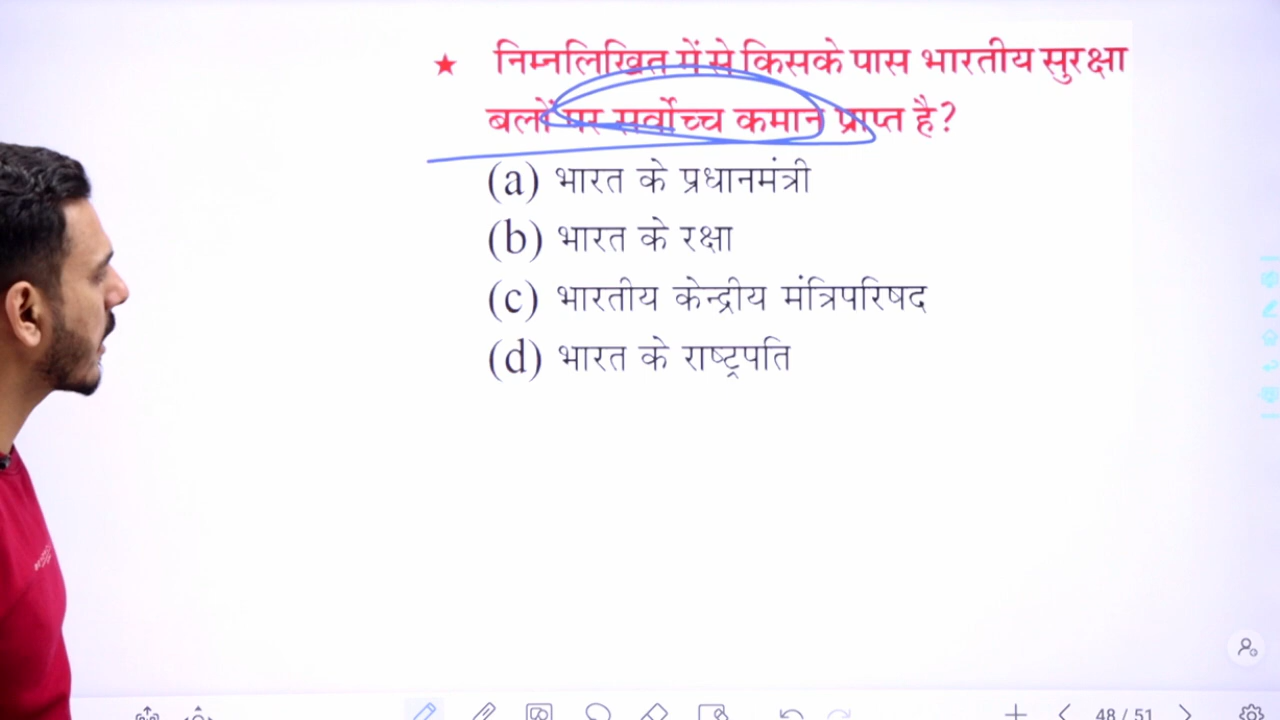 ★ निम्नलिखित में से किसके पास भारतीय सुरक्षा
बलों पर सर्वोच्च कमान प्राप्त है?
(a) भारत के प्रधानमंत्री
(b) भारत के रक्षा
(c) भारतीय केन्द्रीय मंत्रिपरिषद
(d) भारत के राष्ट्रपति
48 / 51